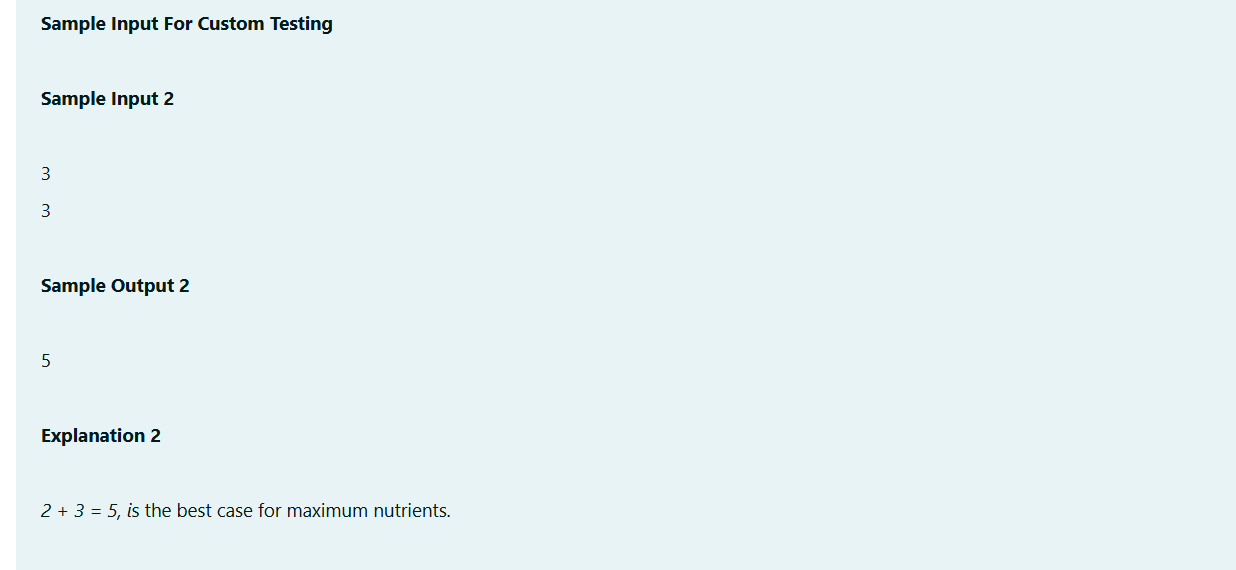 Sample Input For Custom Testing
Sample Input 2
3
3
Sample Output 2
5
Explanation 2
2 + 3 = 5, is the best case for maximum nutrients.